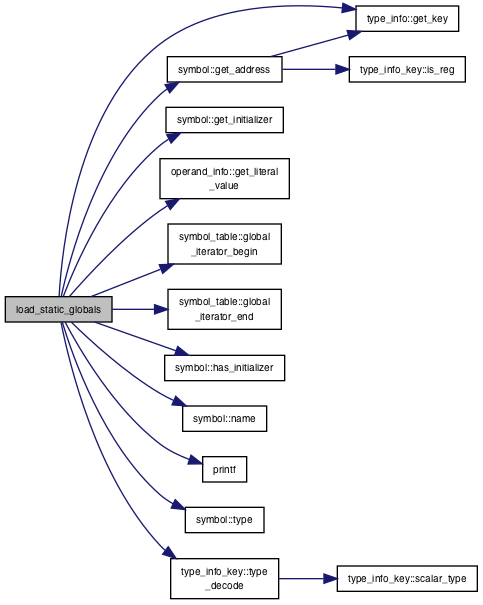 type_info::get_key
symbol::get_address
type_info_key::is_reg
symbol::get_initializer
operand_info::get_literal
_value
symbol_table::global
_iterator_begin
load_static_globals
symbol_table::global
_iterator_end
symbol::has_initializer
symbol::name
printf
symbol::type
type_info_key::type
_decode
type_info_key::scalar_type